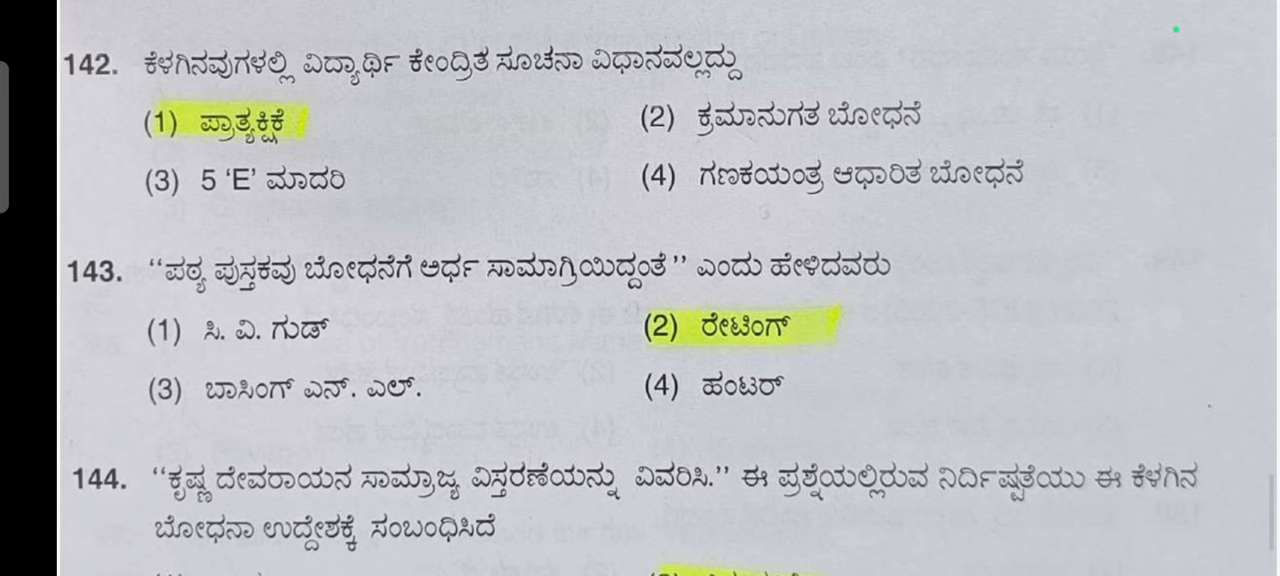 142. ಕೆಳಗಿನವುಗಳಲ್ಲಿ ವಿದ್ಯಾರ್ಥಿ ಕೇಂದ್ರಿತ ಸೂಚನಾ ವಿಧಾನವಲ್ಲದ್ದು
(1) ಪ್ರಾತ್ಯಕ್ಷಿಕೆ (2) ಕ್ರಮಾನುಗತ ಬೋಧನೆ
(3) 5 ‘E’ ಮಾದರಿ (4) ಗಣಕಯಂತ್ರ ಆಧಾರಿತ ಬೋಧನೆ
143. ‘‘ಪಠ್ಯ ಪುಸ್ತಕವು ಬೋಧನೆಗೆ ಅರ್ಧ ಸಾಮಾಗ್ರಿಯಿದ್ದಂತೆ’’ ಎಂದು ಹೇಳಿದವರು
(1) ಸಿ. ವಿ. ಗುಡ್ (2) ರೇಟಿಂಗ್
(3) ಬಾಸಿಂಗ್ ಎನ್. ಎಲ್. (4) ಹಂಟರ್
144. ‘‘ಕೃಷ್ಣ ದೇವರಾಯನ ಸಾಮ್ರಾಜ್ಯ ವಿಸ್ತರಣೆಯನ್ನು ವಿವರಿಸಿ.’’ ಈ ಪ್ರಶ್ನೆಯಲ್ಲಿರುವ ನಿರ್ದಿಷ್ಟತೆಯು ಈ ಕೆಳಗಿನ
ಬೋಧನಾ ಉದ್ದೇಶಕ್ಕೆ ಸಂಬಂಧಿಸಿದೆ